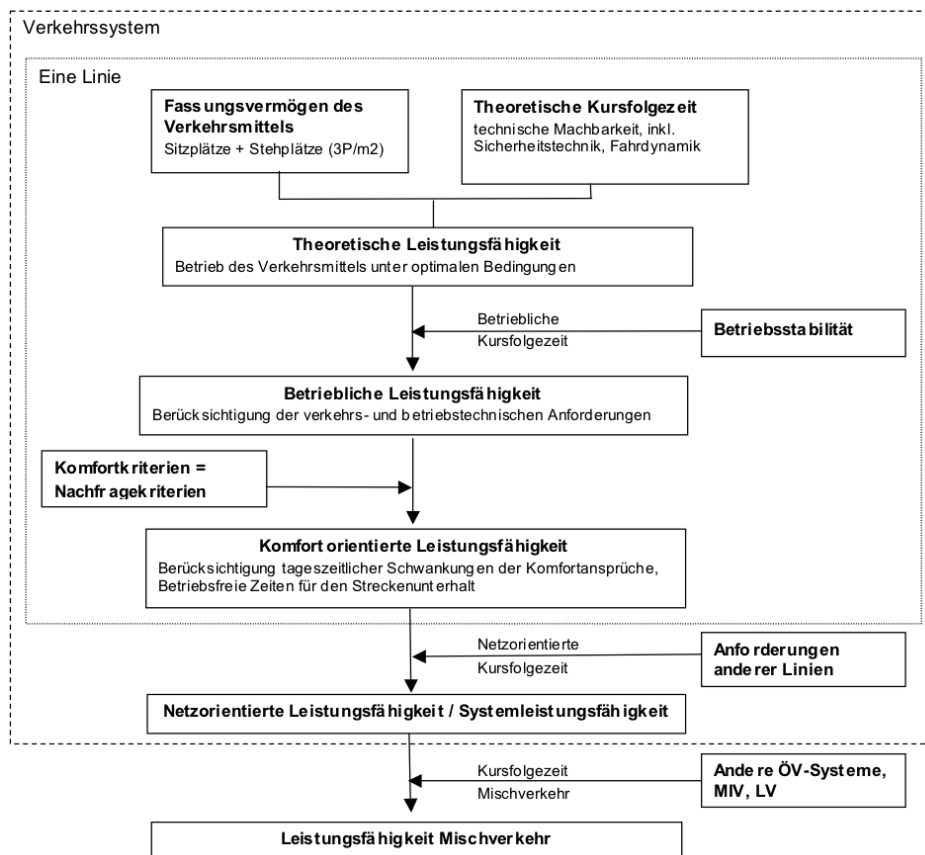 Verkehrssystem
Eine Linie
Fassungsvermögen des
Verkehrsmittels
Sitzplätze + Stehplätze (3P/m2)
Theoretische Kursfolgezeit
technische Machbarkeit, inkl.
Sicherheitstechnik, Fahrdynamik
Theoretische Leistungsfähigkeit
Betrieb des Verkehrsmittels unter optimalen Bedingungen
Betriebliche
Kursfolgezeit
Betriebsstabilität
Betriebliche Leistungsfähigkeit
Berücksichtigung der verkehrs- und betriebstechnischen Anforderungen
Komfortkriterien =
Nachfragekriterien
Komfort orientierte Leistungsfähigkeit
Berücksichtigung tageszeitlicher Schwankungen der Komfortansprüche,
Betriebsfreie Zeiten für den Streckenunterhalt
Netzorientierte
Kursfolgezeit
Anforderungen
anderer Linien
Netzorientierte Leistungsfähigkeit / Systemleistungsfähigkeit
Kursfolgezeit
Mischverkehr
Andere ÖV-Systeme,
MIV, LV
Leistungsfähigkeit Mischverkehr